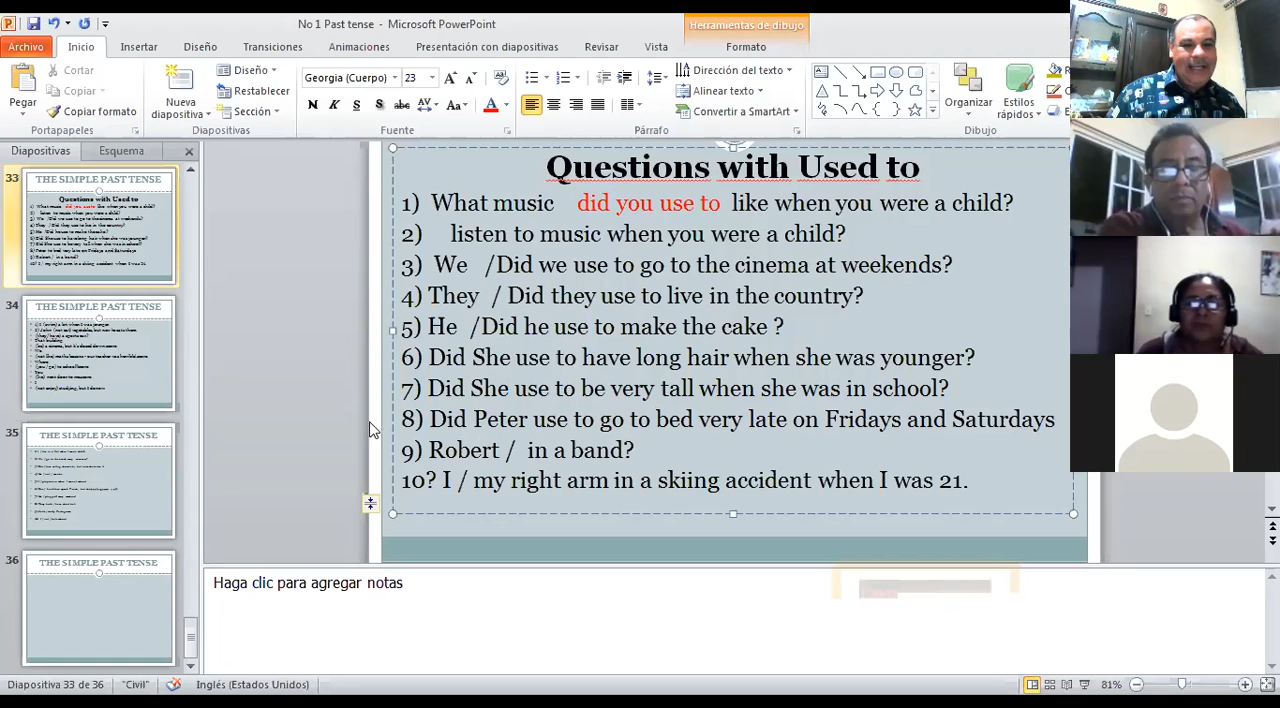 No 1 Past tense - Microsoft PowerPoint
Herramientas de dibujo
Archivo Inicio Insertar Diseño Transiciones Animaciones Presentación con diapositivas Revisar Vista Formato
Pegar
Cortar
Copiar
Copiar formato
Portapapeles
Nueva diapositiva
Diseño
Restablecer
Sección
Diapositivas
Georgia (Cuerpo) 23
N K S S abc AV Aa A
Fuente
Dirección del texto
Alinear texto
Convertir a SmartArt
Párrafo
Organizar
Estilos rápidos
Dibujo
Diapositivas Esquema
33
THE SIMPLE PAST TENSE
Questions with Used to
34
THE SIMPLE PAST TENSE
35
THE SIMPLE PAST TENSE
36
THE SIMPLE PAST TENSE
Questions with Used to
1) What music did you use to like when you were a child?
2) listen to music when you were a child?
3) We /Did we use to go to the cinema at weekends?
4) They / Did they use to live in the country?
5) He /Did he use to make the cake ?
6) Did She use to have long hair when she was younger?
7) Did She use to be very tall when she was in school?
8) Did Peter use to go to bed very late on Fridays and Saturdays
9) Robert / in a band?
10? I / my right arm in a skiing accident when I was 21.
Haga clic para agregar notas
Diapositiva 33 de 36 "Civil" Inglés (Estados Unidos) 81%